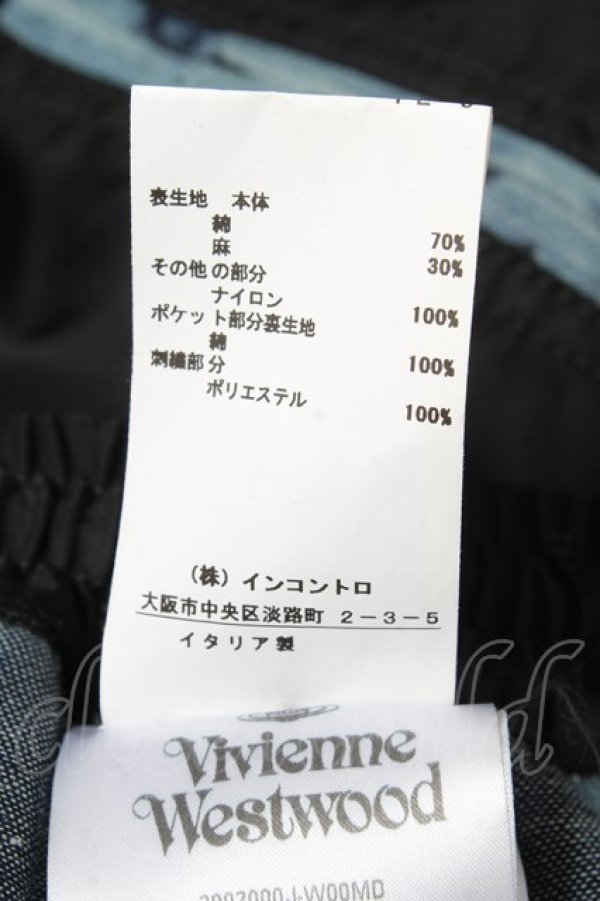 表生地 本体
綿 70%
麻 30%
その他の部分
ナイロン 100%
ポケット部分裏生地
綿 100%
刺繍部分
ポリエステル 100%
(株) インコントロ
大阪市中央区淡路町 2-3-5
イタリア製
Vivienne
Westwood